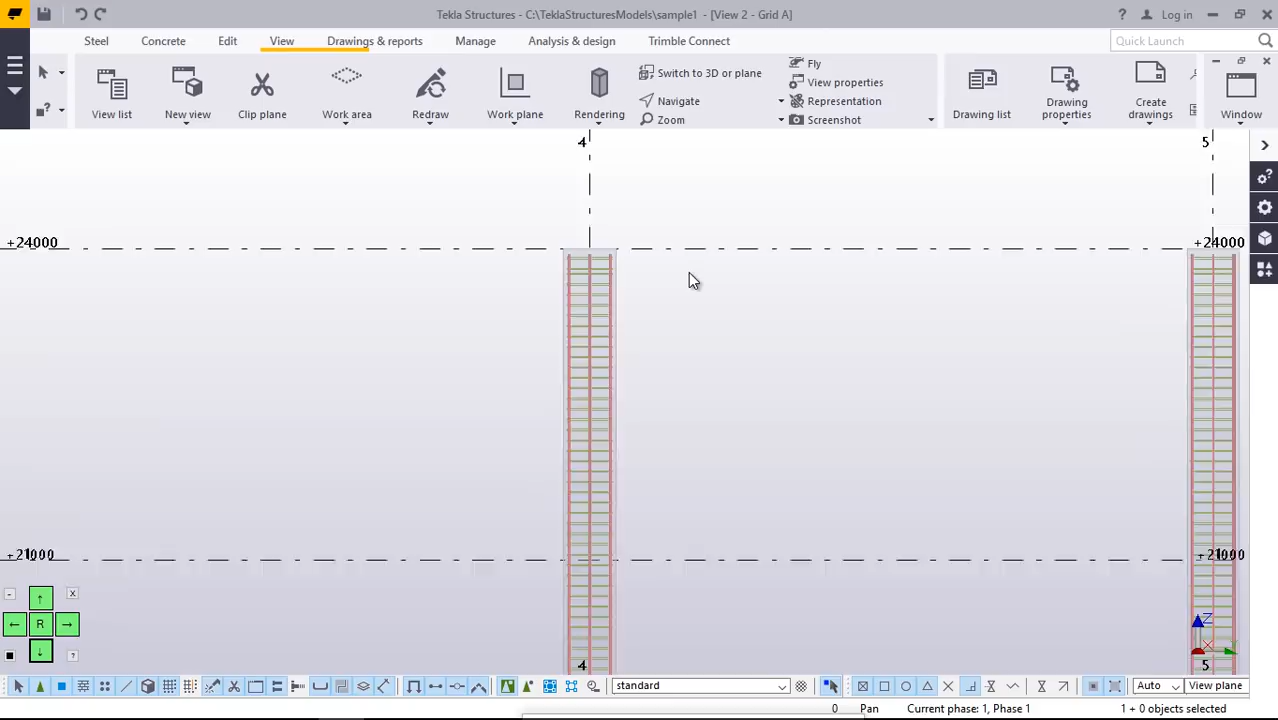 Tekla Structures - C:\TeklaStructuresModels\sample1 - [View 2 - Grid A]
? Log in
Steel Concrete Edit View Drawings & reports Manage Analysis & design Trimble Connect Quick Launch
View list
New view
Clip plane
Work area
Redraw
Work plane
Rendering
Switch to 3D or plane
Navigate
Zoom
Fly
View properties
Representation
Screenshot
Drawing list
Drawing properties
Create drawings
Window
4 5
+24000 +24000
+21000
- ↑ X
← R →
↓ ?
4 5
Z
standard Auto View plane
0 Pan Current phase: 1, Phase 1 1 + 0 objects selected